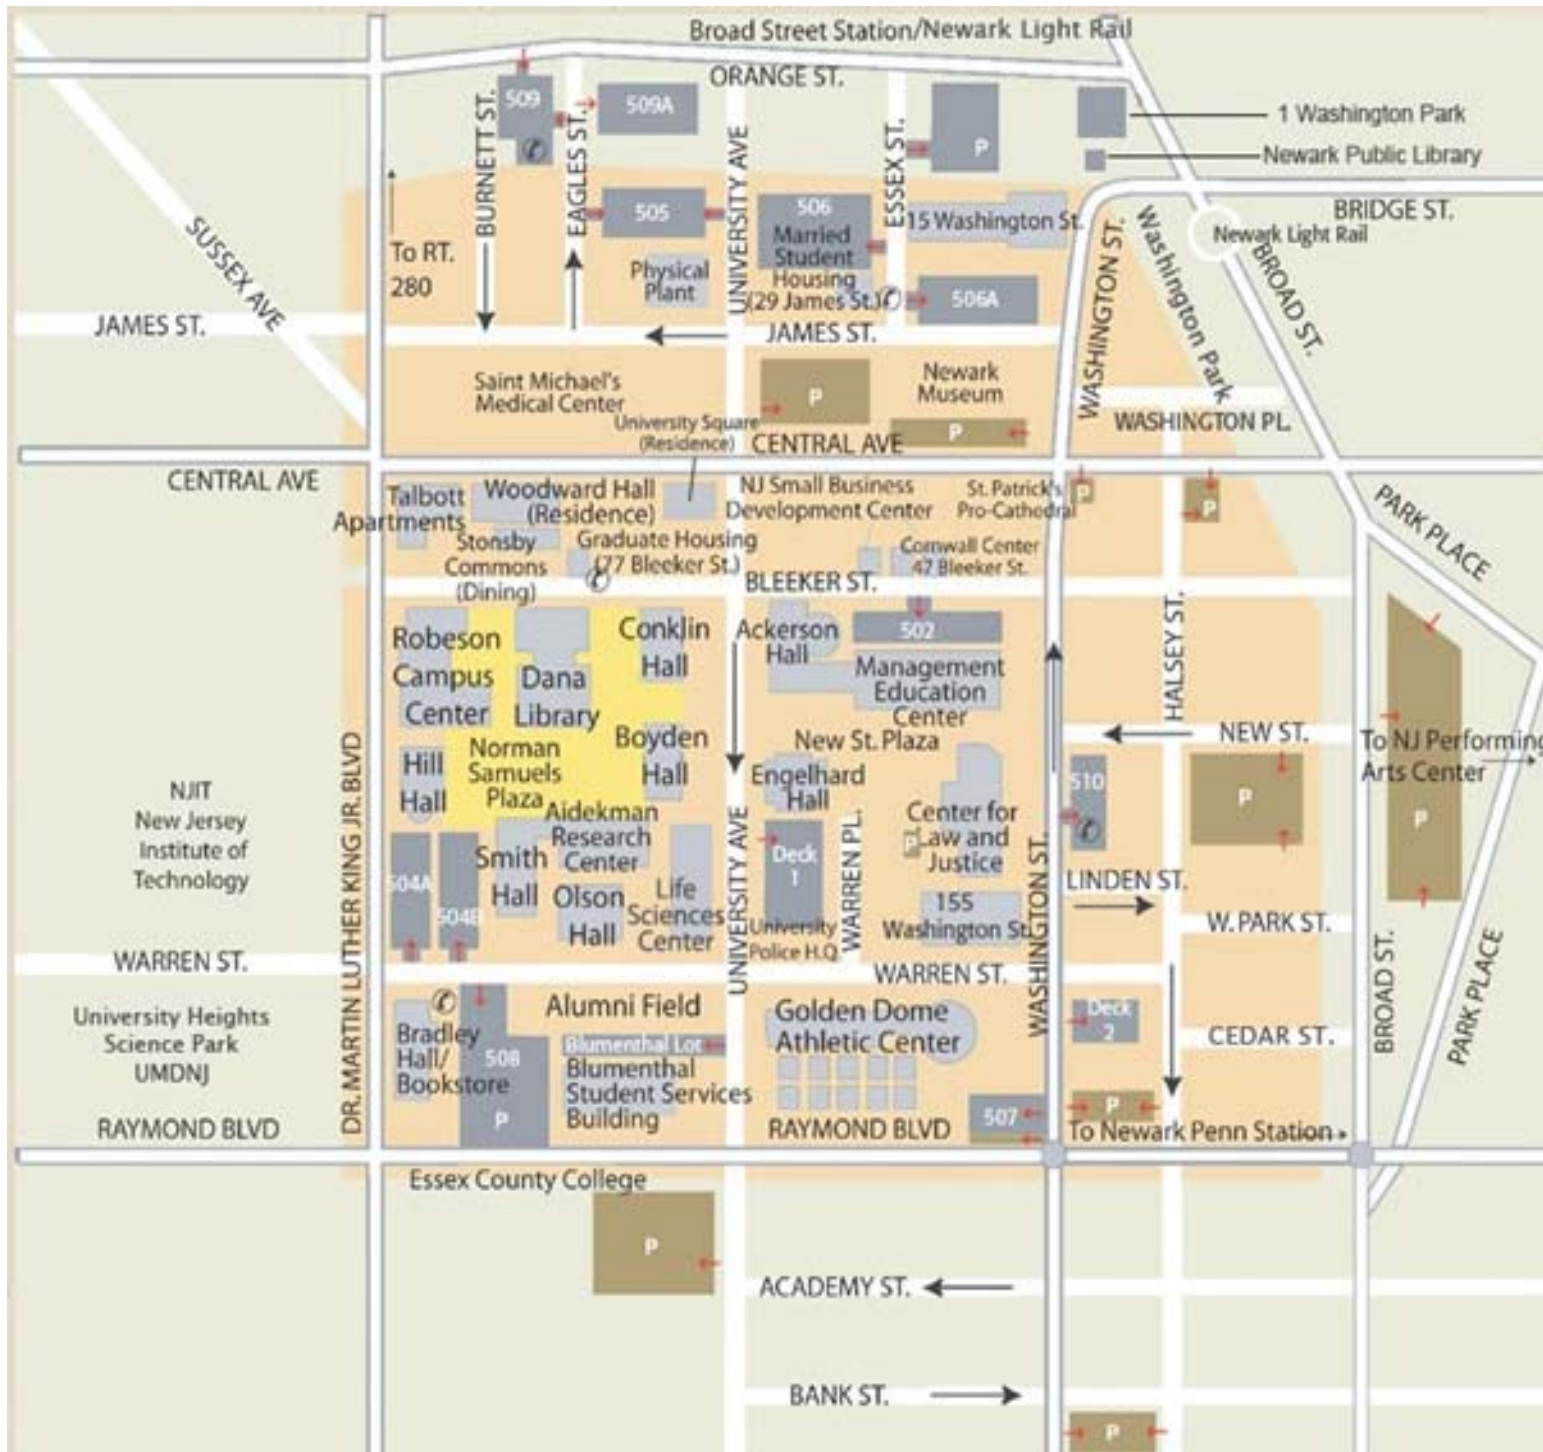 Broad Street Station/Newark Light Rail
ORANGE ST.
509
509A
P
1 Washington Park
Newark Public Library
BURNETT ST.
EAGLES ST.
UNIVERSITY AVE
ESSEX ST.
SUSSEX AVE
To RT.
280
505
506
Married
Student
Housing
(29 James St.)
✆
✆
15 Washington St.
506A
Physical
Plant
BRIDGE ST.
Newark Light Rail
WASHINGTON ST.
Washington Park
BROAD ST.
JAMES ST.
JAMES ST.
Saint Michael's
Medical Center
P
Newark
Museum
P
WASHINGTON PL.
University Square
(Residence)
CENTRAL AVE
CENTRAL AVE
Talbott
Apartments
Woodward Hall
(Residence)
NJ Small Business
Development Center
St. Patrick's
Pro-Cathedral
P
P
PARK PLACE
Stonsby
Commons
(Dining)
Graduate Housing
(77 Bleeker St.)
✆
Cornwall Center
47 Bleeker St.
BLEEKER ST.
Robeson
Campus
Center
Dana
Library
Conklin
Hall
Ackerson
Hall
502
Management
Education
Center
HALSEY ST.
Hill
Hall
Norman
Samuels
Plaza
Boyden
Hall
New St. Plaza
NEW ST.
To NJ Performing
Arts Center
Engelhard
Hall
510
✆
P
P
NJIT
New Jersey
Institute of
Technology
DR. MARTIN LUTHER KING JR. BLVD
504A
504B
Smith
Hall
Aidekman
Research
Center
Olson
Hall
Life
Sciences
Center
UNIVERSITY AVE
Deck
1
University
Police H.Q.
WARREN PL.
P
Center for
Law and
Justice
155
Washington St.
WASHINGTON ST.
LINDEN ST.
W. PARK ST.
WARREN ST.
WARREN ST.
BROAD ST.
PARK PLACE
University Heights
Science Park
UMDNJ
✆
Bradley
Hall/
Bookstore
508
P
Alumni Field
Blumenthal Lot
Blumenthal
Student Services
Building
Golden Dome
Athletic Center
Deck
2
CEDAR ST.
507
P
RAYMOND BLVD
RAYMOND BLVD
To Newark Penn Station
Essex County College
P
ACADEMY ST.
BANK ST.
P